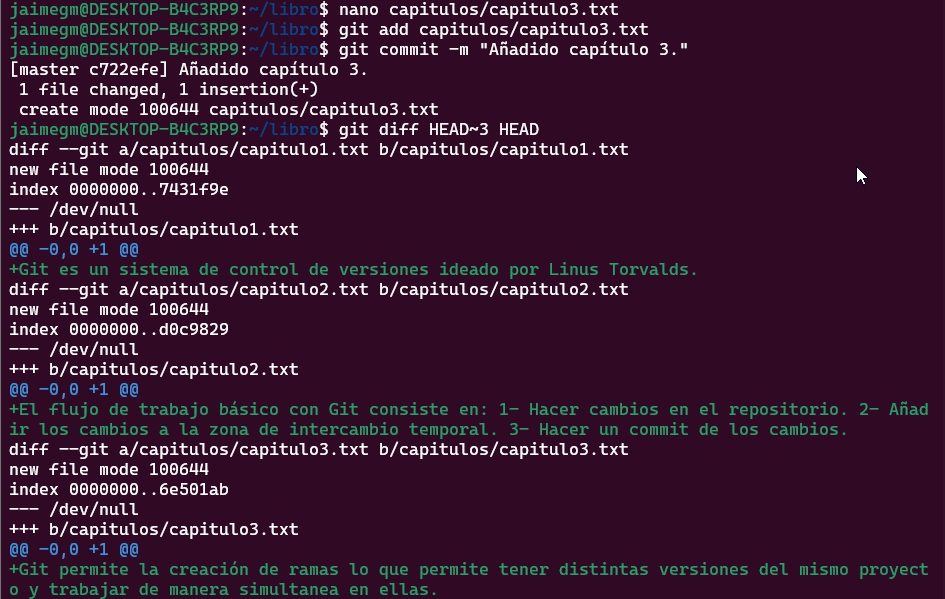 jaimegm@DESKTOP-B4C3RP9:~/libro$ nano capitulos/capitulo3.txt
jaimegm@DESKTOP-B4C3RP9:~/libro$ git add capitulos/capitulo3.txt
jaimegm@DESKTOP-B4C3RP9:~/libro$ git commit -m "Añadido capítulo 3."
[master c722efe] Añadido capítulo 3.
 1 file changed, 1 insertion(+)
 create mode 100644 capitulos/capitulo3.txt
jaimegm@DESKTOP-B4C3RP9:~/libro$ git diff HEAD~3 HEAD
diff --git a/capitulos/capitulo1.txt b/capitulos/capitulo1.txt
new file mode 100644
index 0000000..7431f9e
--- /dev/null
+++ b/capitulos/capitulo1.txt
@@ -0,0 +1 @@
+Git es un sistema de control de versiones ideado por Linus Torvalds.
diff --git a/capitulos/capitulo2.txt b/capitulos/capitulo2.txt
new file mode 100644
index 0000000..d0c9829
--- /dev/null
+++ b/capitulos/capitulo2.txt
@@ -0,0 +1 @@
+El flujo de trabajo básico con Git consiste en: 1- Hacer cambios en el repositorio. 2- Añad
ir los cambios a la zona de intercambio temporal. 3- Hacer un commit de los cambios.
diff --git a/capitulos/capitulo3.txt b/capitulos/capitulo3.txt
new file mode 100644
index 0000000..6e501ab
--- /dev/null
+++ b/capitulos/capitulo3.txt
@@ -0,0 +1 @@
+Git permite la creación de ramas lo que permite tener distintas versiones del mismo proyect
o y trabajar de manera simultanea en ellas.